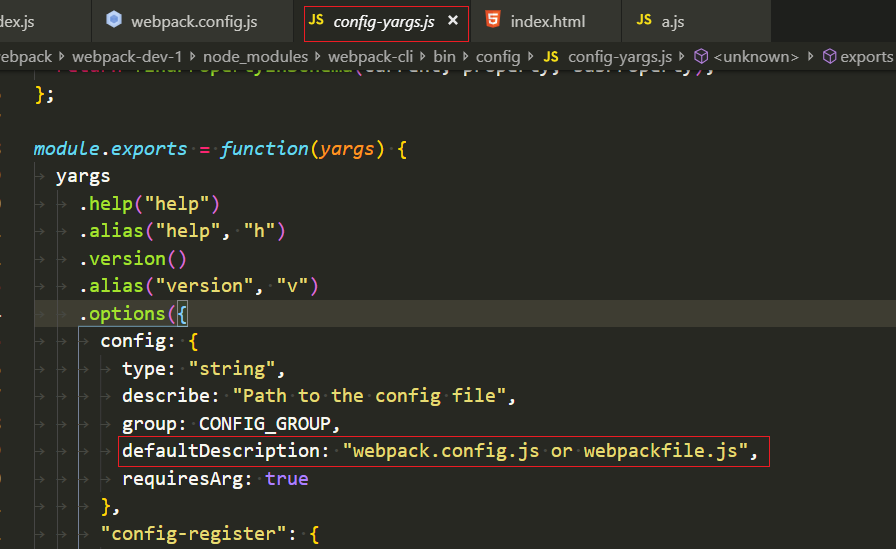 dex.js webpack.config.js JS config-yargs.js × index.html JS a.js
webpack > webpack-dev-1 > node_modules > webpack-cli > bin > config > JS config-yargs.js > <unknown> > exports
};
module.exports = function(yargs) {
yargs
.help("help")
.alias("help", "h")
.version()
.alias("version", "v")
.options({
config: {
type: "string",
describe: "Path to the config file",
group: CONFIG_GROUP,
defaultDescription: "webpack.config.js or webpackfile.js",
requiresArg: true
},
"config-register": {